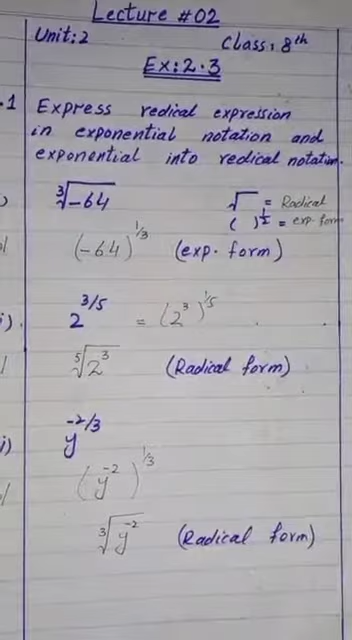 Lecture #02
Unit:2 Class: 8th
Ex:2.3
.1 Express redical expression
in exponential notation and
exponential into redical notation.
∛-64 √ = Radical
( )^1/2 = exp. form
(-64)^1/3 (exp. form)
i). 2^3/5 = (2^3)^1/5
⁵√2^3 (Radical form)
i) y^-2/3
(y^-2)^1/3
∛y^-2 (Radical form)